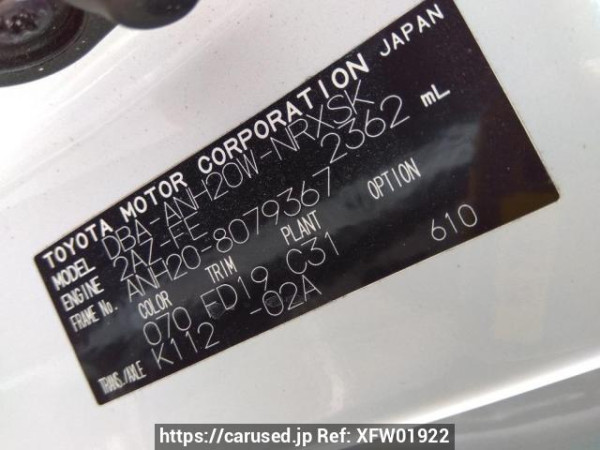 TOYOTA MOTOR CORPORATION JAPAN
MODEL DBA-ANH20W-NRXSK
ENGINE 2AZ-FE 2362 mL
FRAME No. ANH20-8079367
COLOR TRIM PLANT OPTION
070 FD19 C31 610
TRANS./AXLE K112 -02A
https://carused.jp Ref: XFW01922